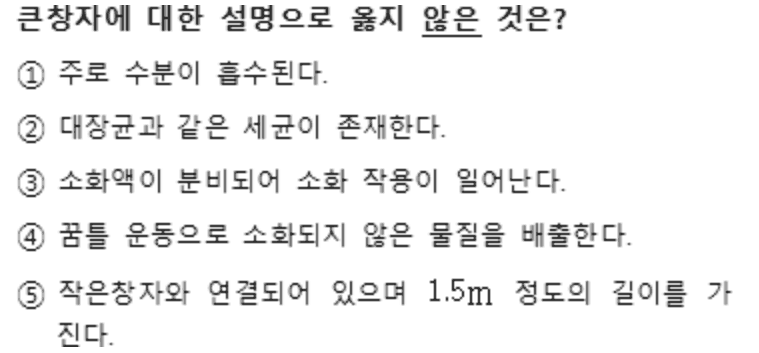 큰창자에 대한 설명으로 옳지 않은 것은?
① 주로 수분이 흡수된다.
② 대장균과 같은 세균이 존재한다.
③ 소화액이 분비되어 소화 작용이 일어난다.
④ 꿈틀 운동으로 소화되지 않은 물질을 배출한다.
⑤ 작은창자와 연결되어 있으며 1.5m 정도의 길이를 가
진다.